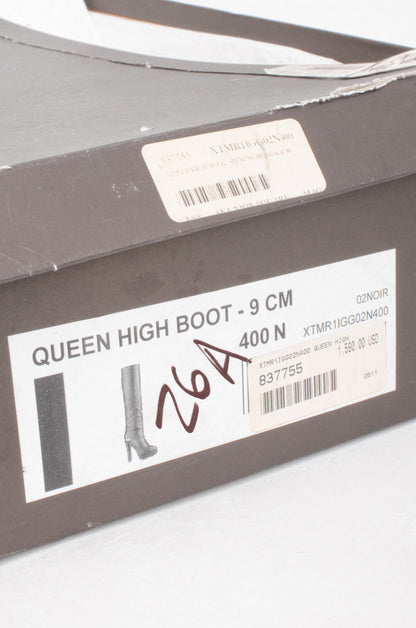 837755 XTMR1IGG02N400
QUEEN HIGH BOOT - 9 CM
02NOIR
400 N
XTMR1IGG02N400
26A
XTMR1IGG02N400 QUEEN HIGH
1,590.00 USD
837755
0511